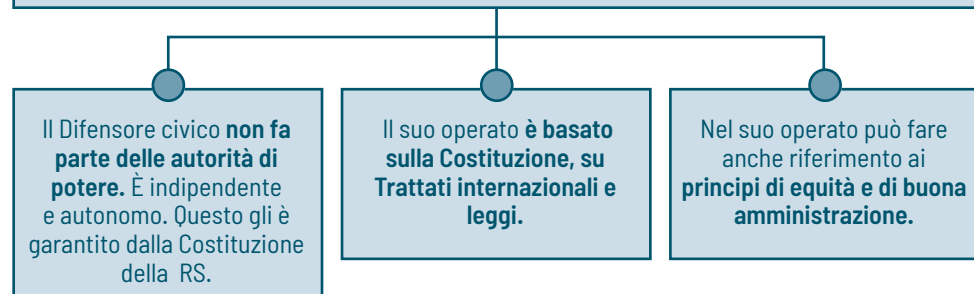 Il Difensore civico non fa
parte delle autorità di
potere. È indipendente
e autonomo. Questo gli è
garantito dalla Costituzione
della RS.
Il suo operato è basato
sulla Costituzione, su
Trattati internazionali e
leggi.
Nel suo operato può fare
anche riferimento ai
principi di equità e di buona
amministrazione.